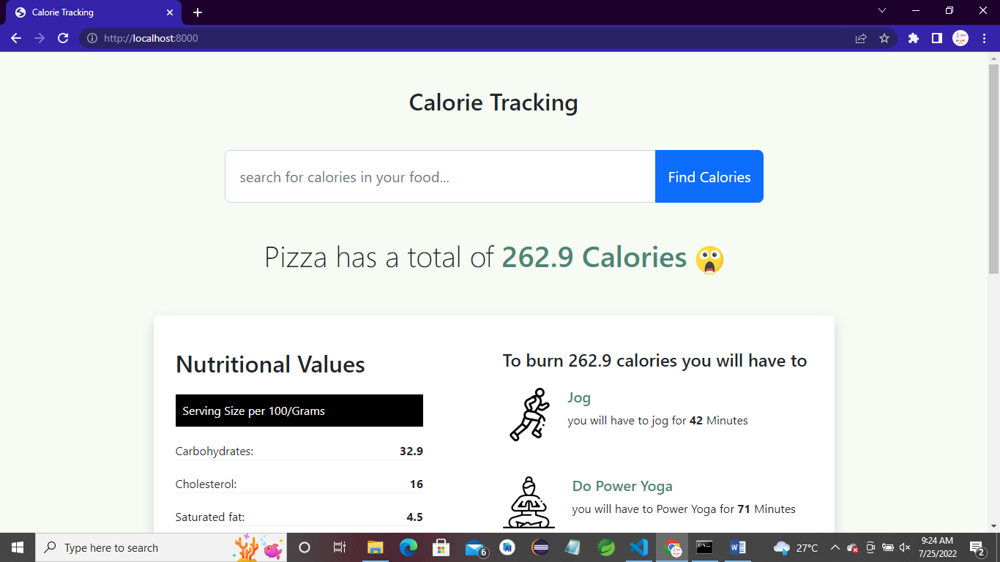 Calorie Tracking
http://localhost:8000
Calorie Tracking
search for calories in your food...
Find Calories
Pizza has a total of 262.9 Calories
Nutritional Values
Serving Size per 100/Grams
Carbohydrates: 32.9
Cholesterol: 16
Saturated fat: 4.5
To burn 262.9 calories you will have to
Jog
you will have to jog for 42 Minutes
Do Power Yoga
you will have to Power Yoga for 71 Minutes
Type here to search
6
27°C
9:24 AM
7/25/2022
2